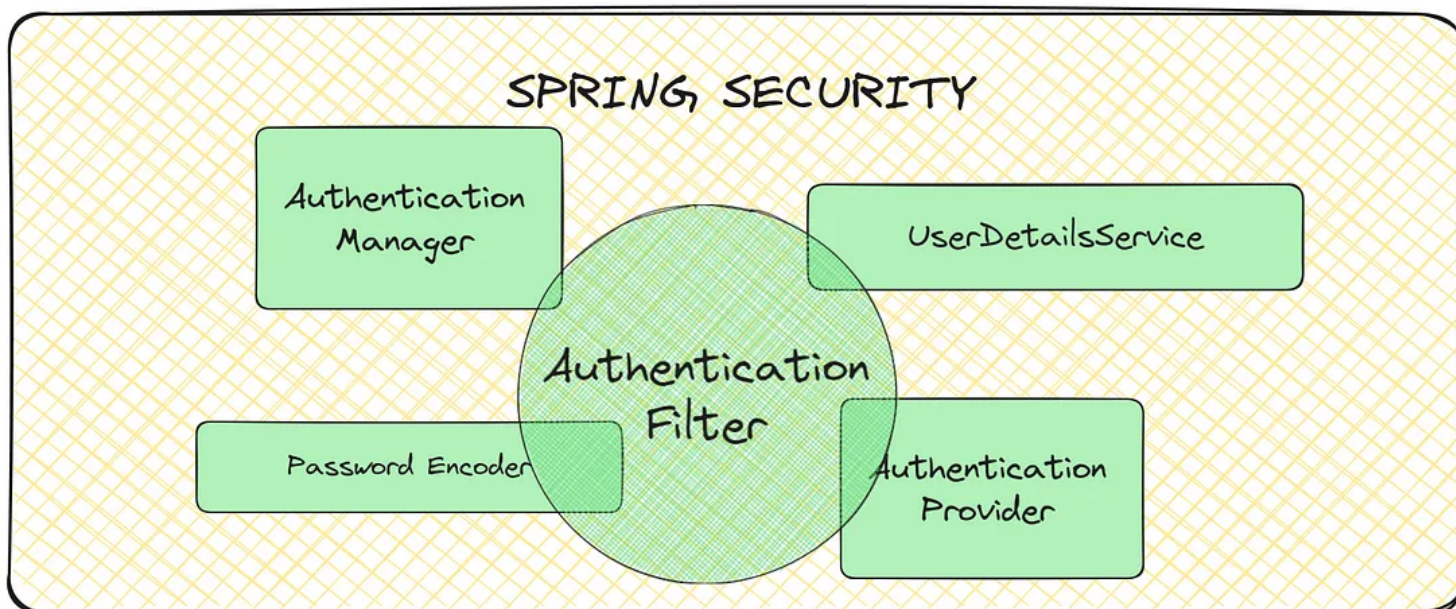 SPRING SECURITY
Authentication
Manager
UserDetailsService
Authentication
Filter
Password Encoder
Authentication
Provider